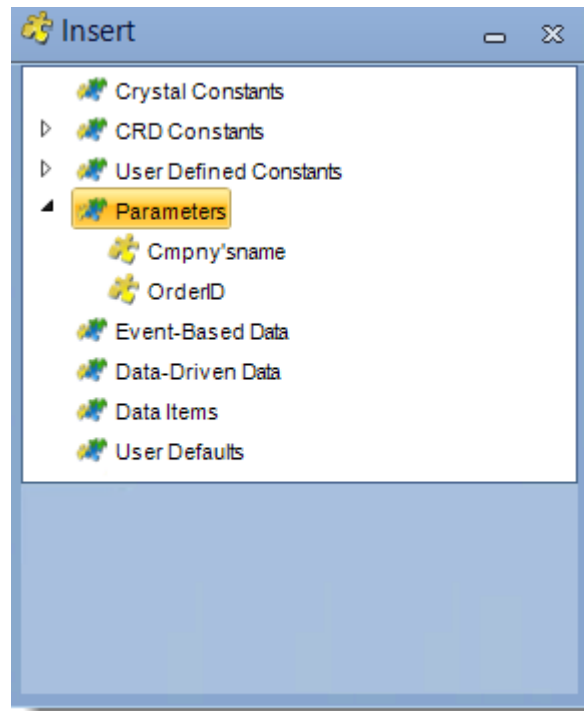 Insert
Crystal Constants
CRD Constants
User Defined Constants
Parameters
Cmpny'sname
OrderID
Event-Based Data
Data-Driven Data
Data Items
User Defaults